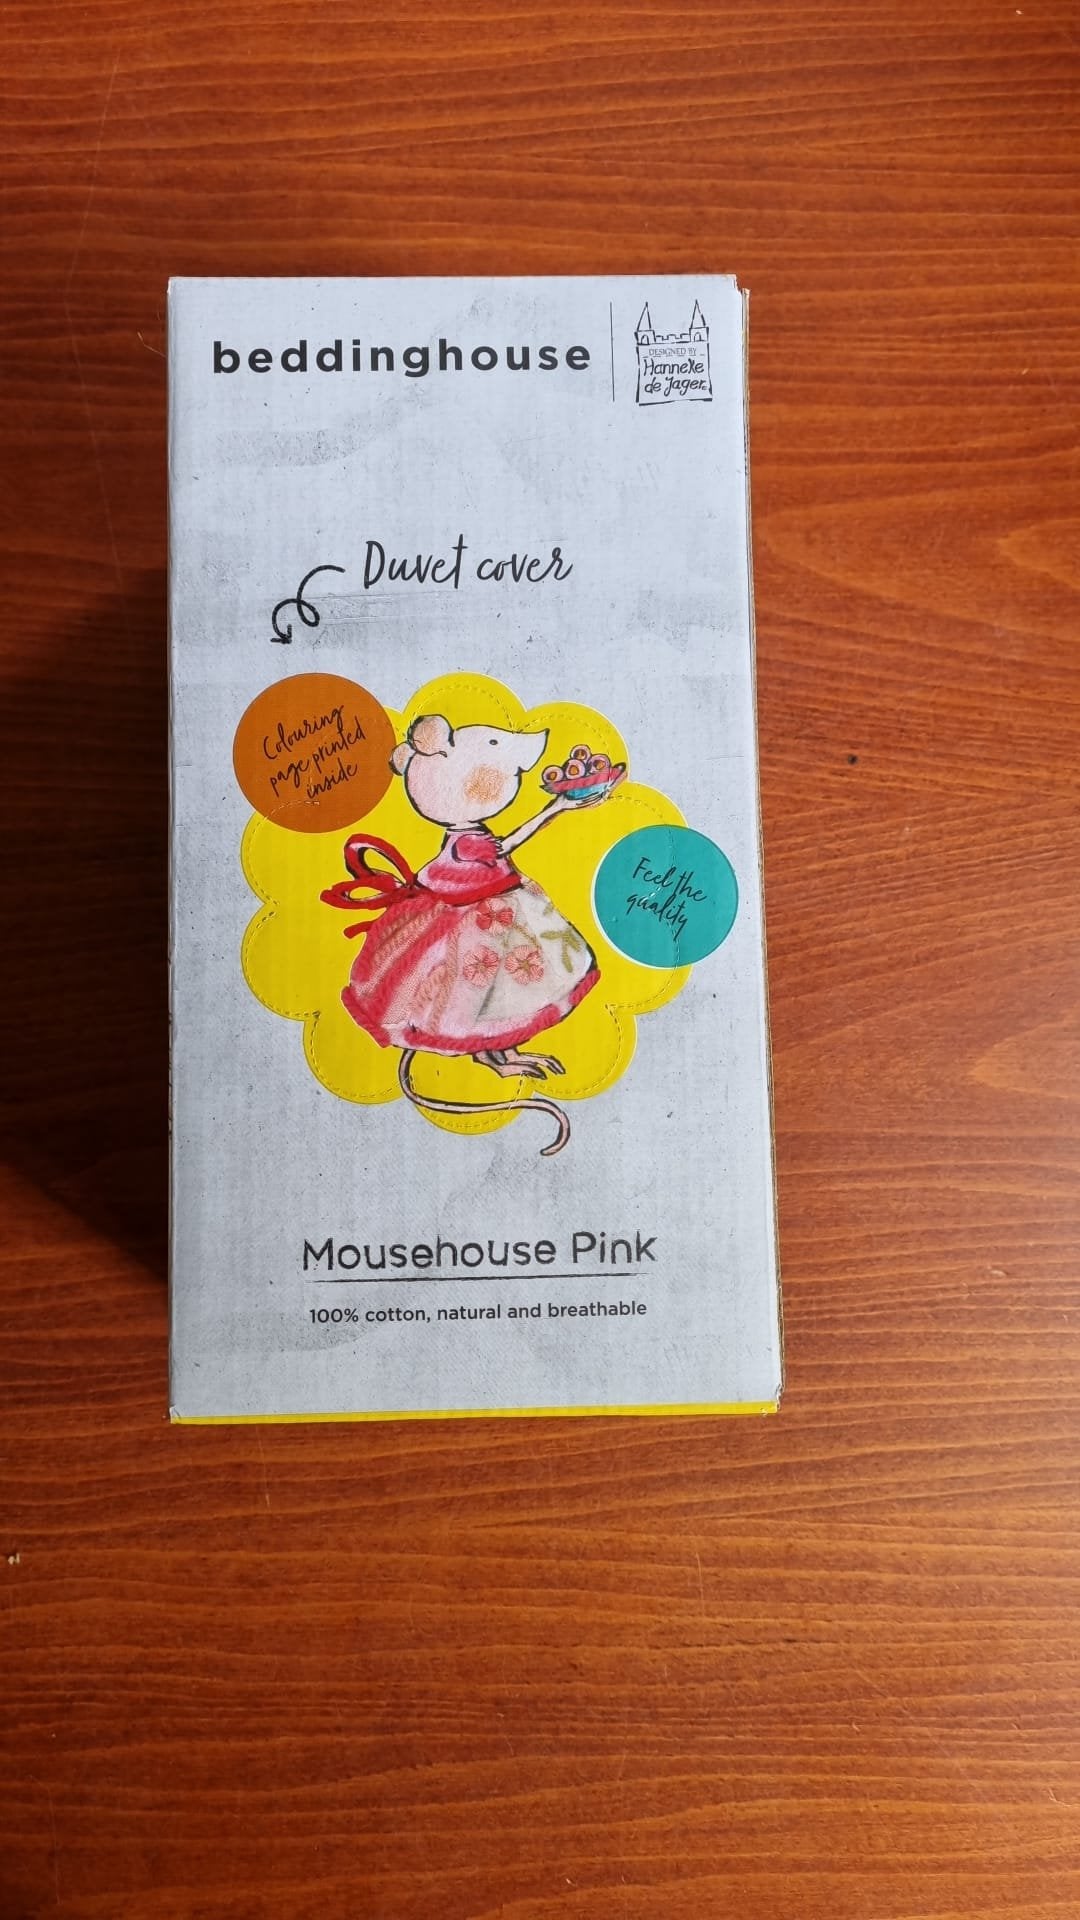 beddinghouse
DESIGNED BY
Hanneke
de Jager
Duvet cover
Colouring
page printed
inside
Feel the
quality
Mousehouse Pink
100% cotton, natural and breathable